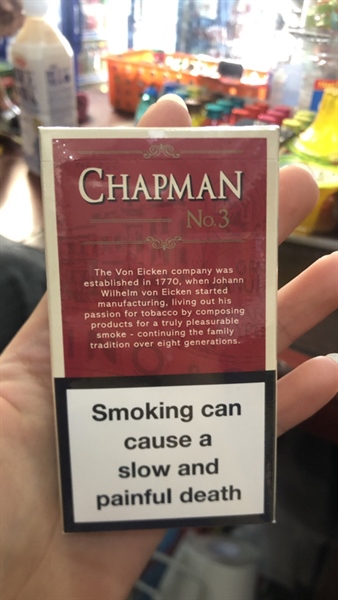 CHAPMAN
No.3
The Von Eicken company was
established in 1770, when Johann
Wilhelm von Eicken started
manufacturing, living out his
passion for tobacco by composing
products for a truly pleasurable
smoke - continuing the family
tradition over eight generations.
Smoking can
cause a
slow and
painful death